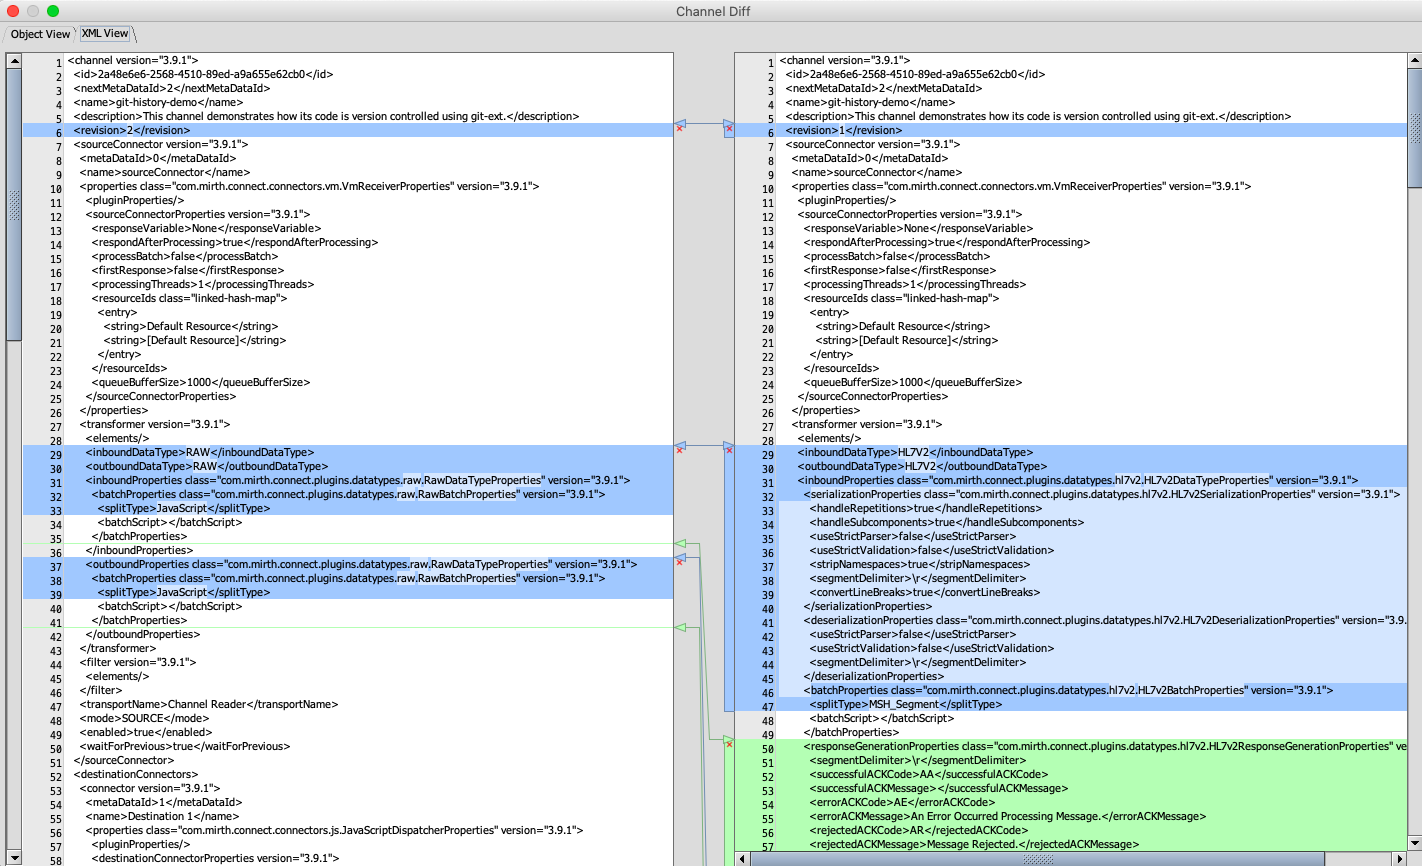 Channel Diff
Object View
XML View
1 <channel version="3.9.1">
2 <id>2a48e6e6-2568-4510-89ed-a9a655e62cb0</id>
3 <nextMetaDataId>2</nextMetaDataId>
4 <name>git-history-demo</name>
5 <description>This channel demonstrates how its code is version controlled using git-ext.</description>
6 <revision>2</revision>
7 <sourceConnector version="3.9.1">
8 <metaDataId>0</metaDataId>
9 <name>sourceConnector</name>
10 <properties class="com.mirth.connect.connectors.vm.VmReceiverProperties" version="3.9.1">
11 <pluginProperties/>
12 <sourceConnectorProperties version="3.9.1">
13 <responseVariable>None</responseVariable>
14 <respondAfterProcessing>true</respondAfterProcessing>
15 <processBatch>false</processBatch>
16 <firstResponse>false</firstResponse>
17 <processingThreads>1</processingThreads>
18 <resourceIds class="linked-hash-map">
19 <entry>
20 <string>Default Resource</string>
21 <string>[Default Resource]</string>
22 </entry>
23 </resourceIds>
24 <queueBufferSize>1000</queueBufferSize>
25 </sourceConnectorProperties>
26 </properties>
27 <transformer version="3.9.1">
28 <elements/>
29 <inboundDataType>RAW</inboundDataType>
30 <outboundDataType>RAW</outboundDataType>
31 <inboundProperties class="com.mirth.connect.plugins.datatypes.raw.RawDataTypeProperties" version="3.9.1">
32 <batchProperties class="com.mirth.connect.plugins.datatypes.raw.RawBatchProperties" version="3.9.1">
33 <splitType>JavaScript</splitType>
34 <batchScript></batchScript>
35 </batchProperties>
36 </inboundProperties>
37 <outboundProperties class="com.mirth.connect.plugins.datatypes.raw.RawDataTypeProperties" version="3.9.1">
38 <batchProperties class="com.mirth.connect.plugins.datatypes.raw.RawBatchProperties" version="3.9.1">
39 <splitType>JavaScript</splitType>
40 <batchScript></batchScript>
41 </batchProperties>
42 </outboundProperties>
43 </transformer>
44 <filter version="3.9.1">
45 <elements/>
46 </filter>
47 <transportName>Channel Reader</transportName>
48 <mode>SOURCE</mode>
49 <enabled>true</enabled>
50 <waitForPrevious>true</waitForPrevious>
51 </sourceConnector>
52 <destinationConnectors>
53 <connector version="3.9.1">
54 <metaDataId>1</metaDataId>
55 <name>Destination 1</name>
56 <properties class="com.mirth.connect.connectors.js.JavaScriptDispatcherProperties" version="3.9.1">
57 <pluginProperties/>
58 <destinationConnectorProperties version="3.9.1">
1 <channel version="3.9.1">
2 <id>2a48e6e6-2568-4510-89ed-a9a655e62cb0</id>
3 <nextMetaDataId>2</nextMetaDataId>
4 <name>git-history-demo</name>
5 <description>This channel demonstrates how its code is version controlled using git-ext.</description>
6 <revision>1</revision>
7 <sourceConnector version="3.9.1">
8 <metaDataId>0</metaDataId>
9 <name>sourceConnector</name>
10 <properties class="com.mirth.connect.connectors.vm.VmReceiverProperties" version="3.9.1">
11 <pluginProperties/>
12 <sourceConnectorProperties version="3.9.1">
13 <responseVariable>None</responseVariable>
14 <respondAfterProcessing>true</respondAfterProcessing>
15 <processBatch>false</processBatch>
16 <firstResponse>false</firstResponse>
17 <processingThreads>1</processingThreads>
18 <resourceIds class="linked-hash-map">
19 <entry>
20 <string>Default Resource</string>
21 <string>[Default Resource]</string>
22 </entry>
23 </resourceIds>
24 <queueBufferSize>1000</queueBufferSize>
25 </sourceConnectorProperties>
26 </properties>
27 <transformer version="3.9.1">
28 <elements/>
29 <inboundDataType>HL7V2</inboundDataType>
30 <outboundDataType>HL7V2</outboundDataType>
31 <inboundProperties class="com.mirth.connect.plugins.datatypes.hl7v2.HL7v2DataTypeProperties" version="3.9.1">
32 <serializationProperties class="com.mirth.connect.plugins.datatypes.hl7v2.HL7v2SerializationProperties" version="3.9.1">
33 <handleRepetitions>true</handleRepetitions>
34 <handleSubcomponents>true</handleSubcomponents>
35 <useStrictParser>false</useStrictParser>
36 <useStrictValidation>false</useStrictValidation>
37 <stripNamespaces>true</stripNamespaces>
38 <segmentDelimiter>\r</segmentDelimiter>
39 <convertLineBreaks>true</convertLineBreaks>
40 </serializationProperties>
41 <deserializationProperties class="com.mirth.connect.plugins.datatypes.hl7v2.HL7v2DeserializationProperties" version="3.9.
42 <useStrictParser>false</useStrictParser>
43 <useStrictValidation>false</useStrictValidation>
44 <segmentDelimiter>\r</segmentDelimiter>
45 </deserializationProperties>
46 <batchProperties class="com.mirth.connect.plugins.datatypes.hl7v2.HL7v2BatchProperties" version="3.9.1">
47 <splitType>MSH_Segment</splitType>
48 <batchScript></batchScript>
49 </batchProperties>
50 <responseGenerationProperties class="com.mirth.connect.plugins.datatypes.hl7v2.HL7v2ResponseGenerationProperties" ve
51 <segmentDelimiter>\r</segmentDelimiter>
52 <successfulACKCode>AA</successfulACKCode>
53 <successfulACKMessage></successfulACKMessage>
54 <errorACKCode>AE</errorACKCode>
55 <errorACKMessage>An Error Occurred Processing Message.</errorACKMessage>
56 <rejectedACKCode>AR</rejectedACKCode>
57 <rejectedACKMessage>Message Rejected.</rejectedACKMessage>